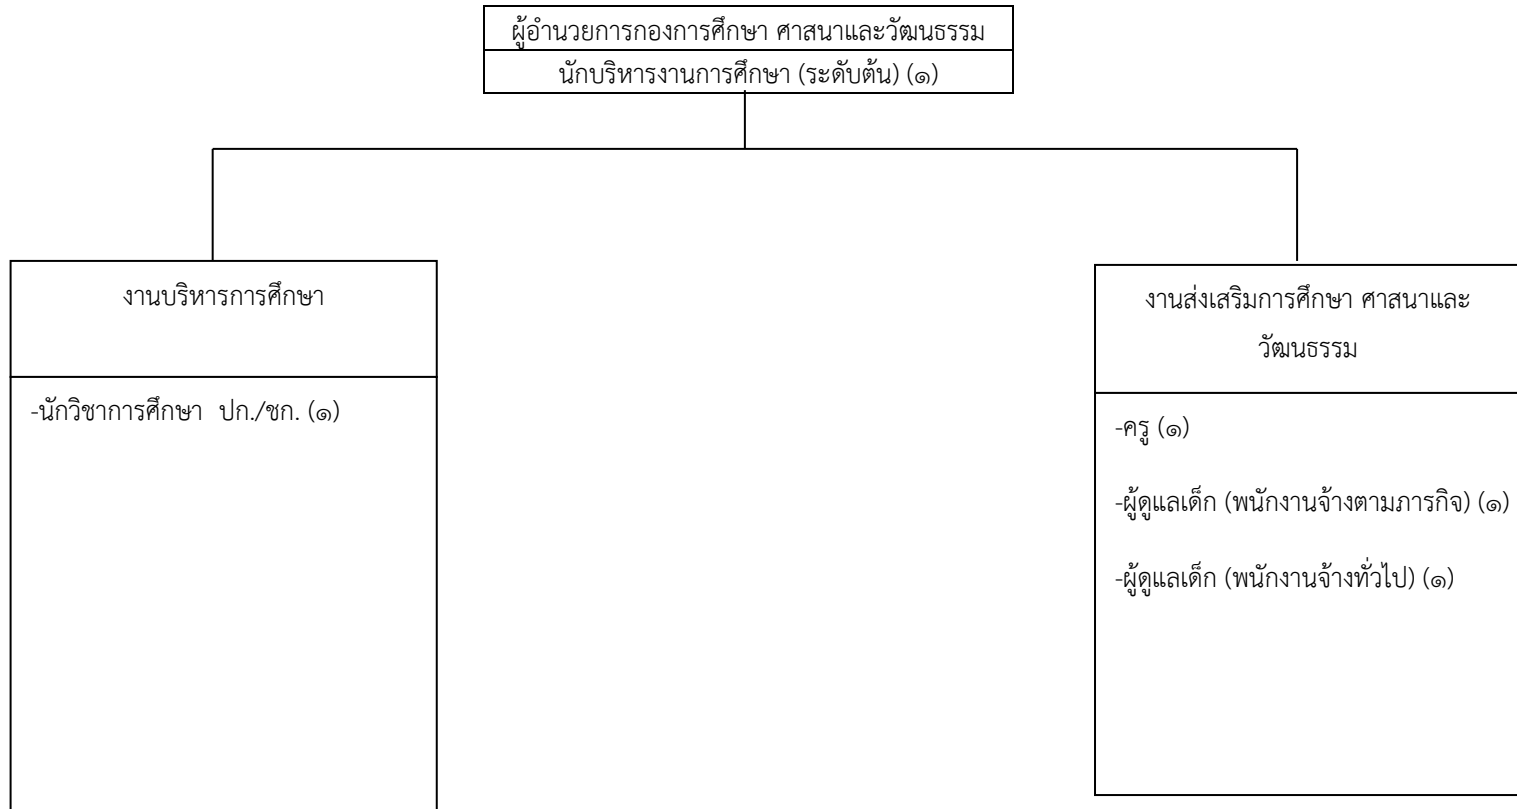 ผู้อำนวยการกองการศึกษา ศาสนาและวัฒนธรรม
นักบริหารงานการศึกษา (ระดับต้น) (๑)
งานบริหารการศึกษา
-นักวิชาการศึกษา ปก./ชก. (๑)
งานส่งเสริมการศึกษา ศาสนาและ
วัฒนธรรม
-ครู (๑)
-ผู้ดูแลเด็ก (พนักงานจ้างตามภารกิจ) (๑)
-ผู้ดูแลเด็ก (พนักงานจ้างทั่วไป) (๑)